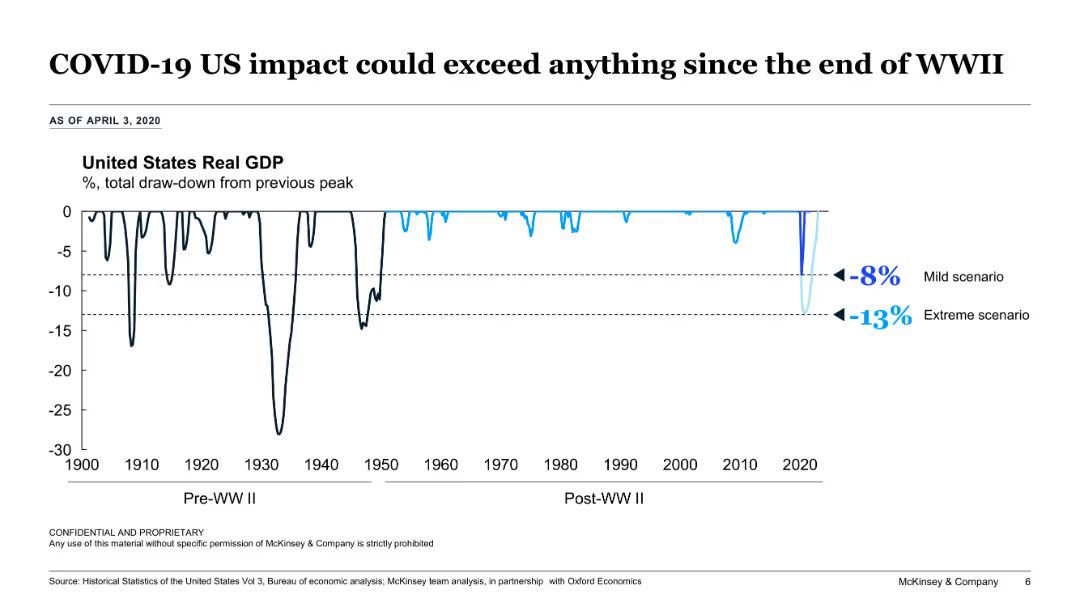 COVID-19 US impact could exceed anything since the end of WWII
AS OF APRIL 3, 2020
United States Real GDP
%, total draw-down from previous peak
0
-5
-10
-15
-20
-25
-30
1900 1910 1920 1930 1940 1950 1960 1970 1980 1990 2000 2010 2020
-8% Mild scenario
-13% Extreme scenario
Pre-WW II Post-WW II
CONFIDENTIAL AND PROPRIETARY
Any use of this material without specific permission of McKinsey & Company is strictly prohibited
Source: Historical Statistics of the United States Vol 3, Bureau of economic analysis; McKinsey team analysis, in partnership with Oxford Economics
McKinsey & Company 6